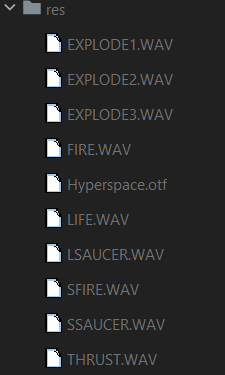 res
EXPLODE1.WAV
EXPLODE2.WAV
EXPLODE3.WAV
FIRE.WAV
Hyperspace.otf
LIFE.WAV
LSAUCER.WAV
SFIRE.WAV
SSAUCER.WAV
THRUST.WAV